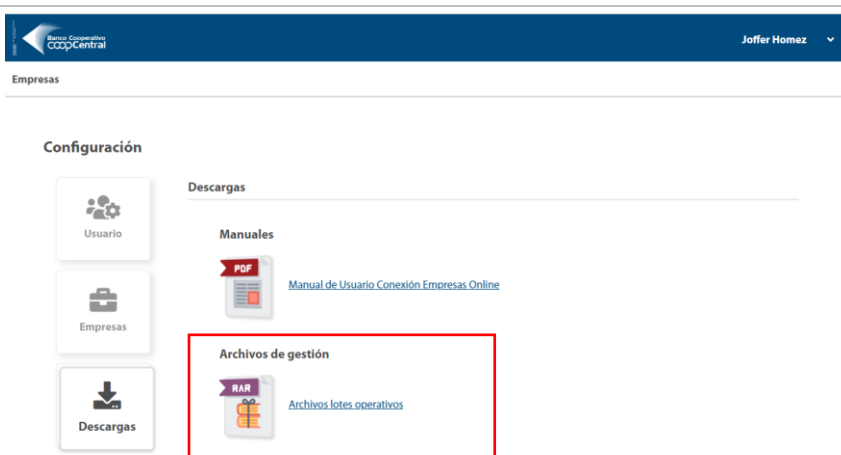 Banco Cooperativo
CoopCentral
Joffer Homez
Empresas
Configuración
Usuario
Empresas
Descargas
Descargas
Manuales
PDF
Manual de Usuario Conexión Empresas Online
Archivos de gestión
RAR
Archivos lotes operativos